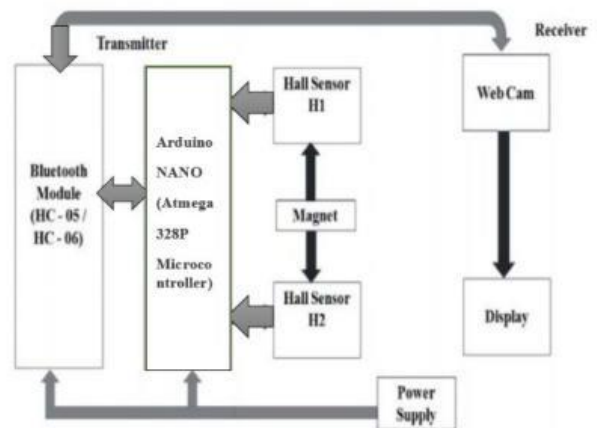 Transmitter
Receiver
Bluetooth
Module
(HC - 05 /
HC - 06)
Arduino
NANO
(Atmega
328P
Microco
ntroller)
Hall Sensor
H1
Magnet
Hall Sensor
H2
Web Cam
Display
Power
Supply